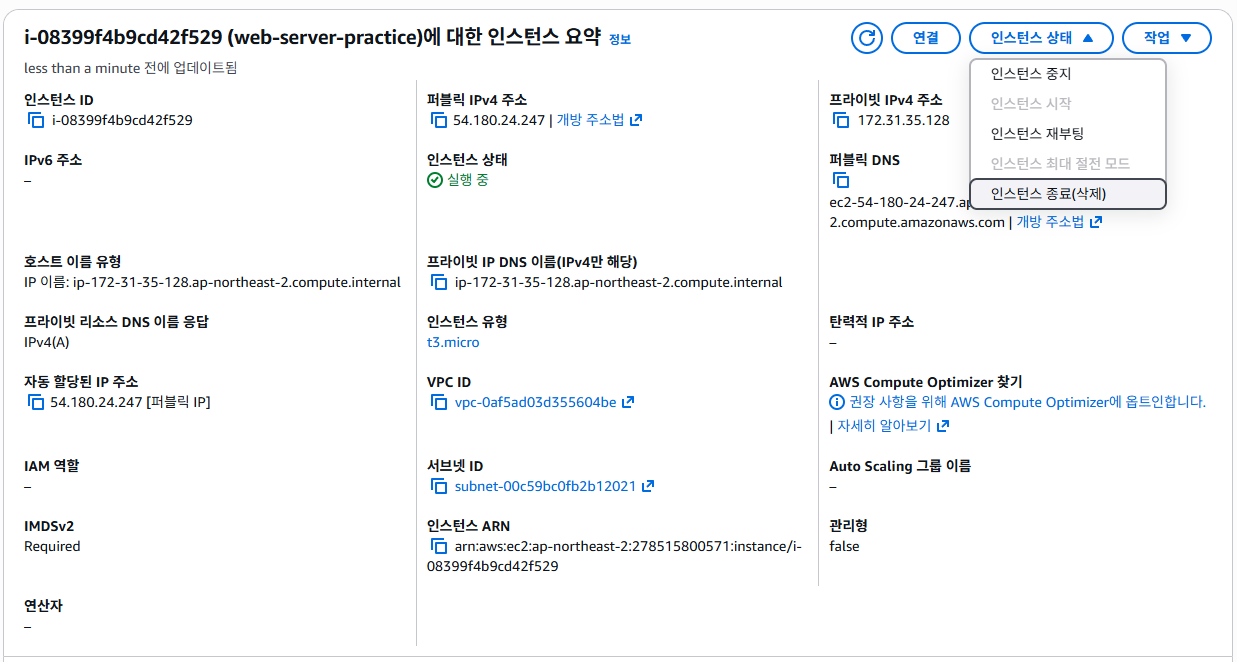 i-08399f4b9cd42f529 (web-server-practice)에 대한 인스턴스 요약 정보
연결
인스턴스 상태
작업
less than a minute 전에 업데이트됨
인스턴스 중지
인스턴스 시작
인스턴스 재부팅
인스턴스 최대 절전 모드
인스턴스 종료(삭제)
인스턴스 ID
i-08399f4b9cd42f529
퍼블릭 IPv4 주소
54.180.24.247 | 개방 주소법
프라이빗 IPv4 주소
172.31.35.128
IPv6 주소
–
인스턴스 상태
실행 중
퍼블릭 DNS
ec2-54-180-24-247.ap
2.compute.amazonaws.com | 개방 주소법
호스트 이름 유형
IP 이름: ip-172-31-35-128.ap-northeast-2.compute.internal
프라이빗 IP DNS 이름(IPv4만 해당)
ip-172-31-35-128.ap-northeast-2.compute.internal
프라이빗 리소스 DNS 이름 응답
IPv4(A)
인스턴스 유형
t3.micro
탄력적 IP 주소
–
자동 할당된 IP 주소
54.180.24.247 [퍼블릭 IP]
VPC ID
vpc-0af5ad03d355604be
AWS Compute Optimizer 찾기
권장 사항을 위해 AWS Compute Optimizer에 옵트인합니다.
| 자세히 알아보기
IAM 역할
–
서브넷 ID
subnet-00c59bc0fb2b12021
Auto Scaling 그룹 이름
–
IMDSv2
Required
인스턴스 ARN
arn:aws:ec2:ap-northeast-2:278515800571:instance/i-
08399f4b9cd42f529
관리형
false
연산자
–